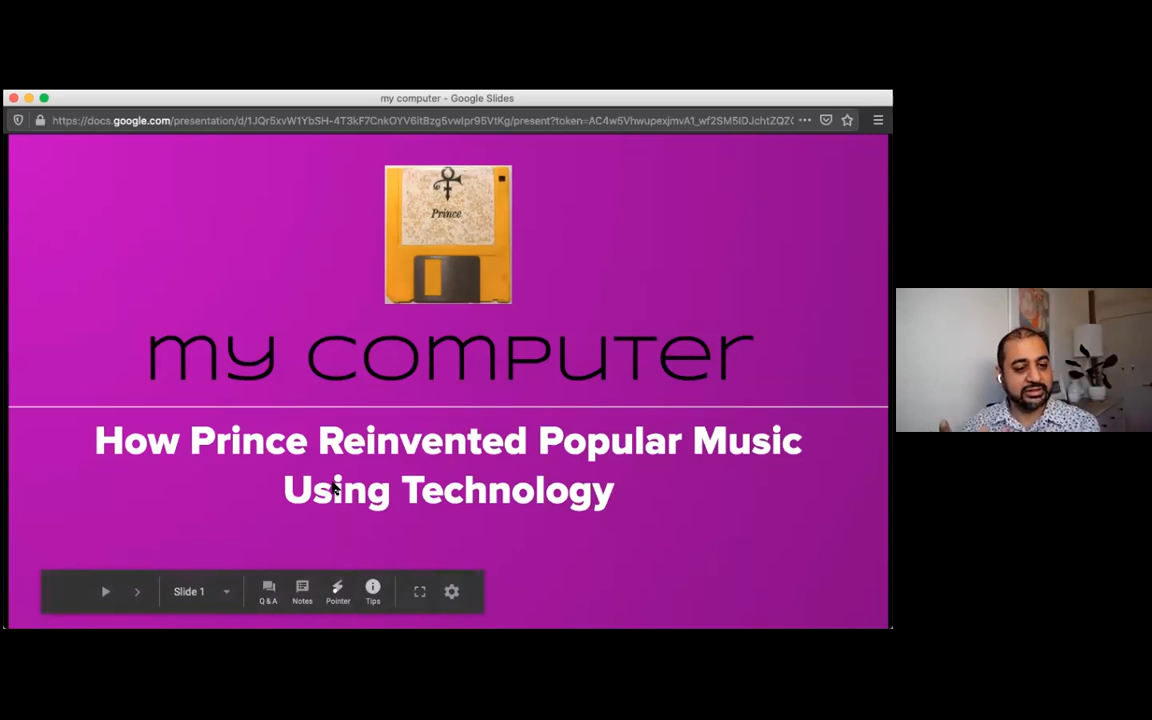 my computer - Google Slides
Prince
my computer
How Prince Reinvented Popular Music
Using Technology
Slide 1
Q&A
Notes
Pointer
Tips